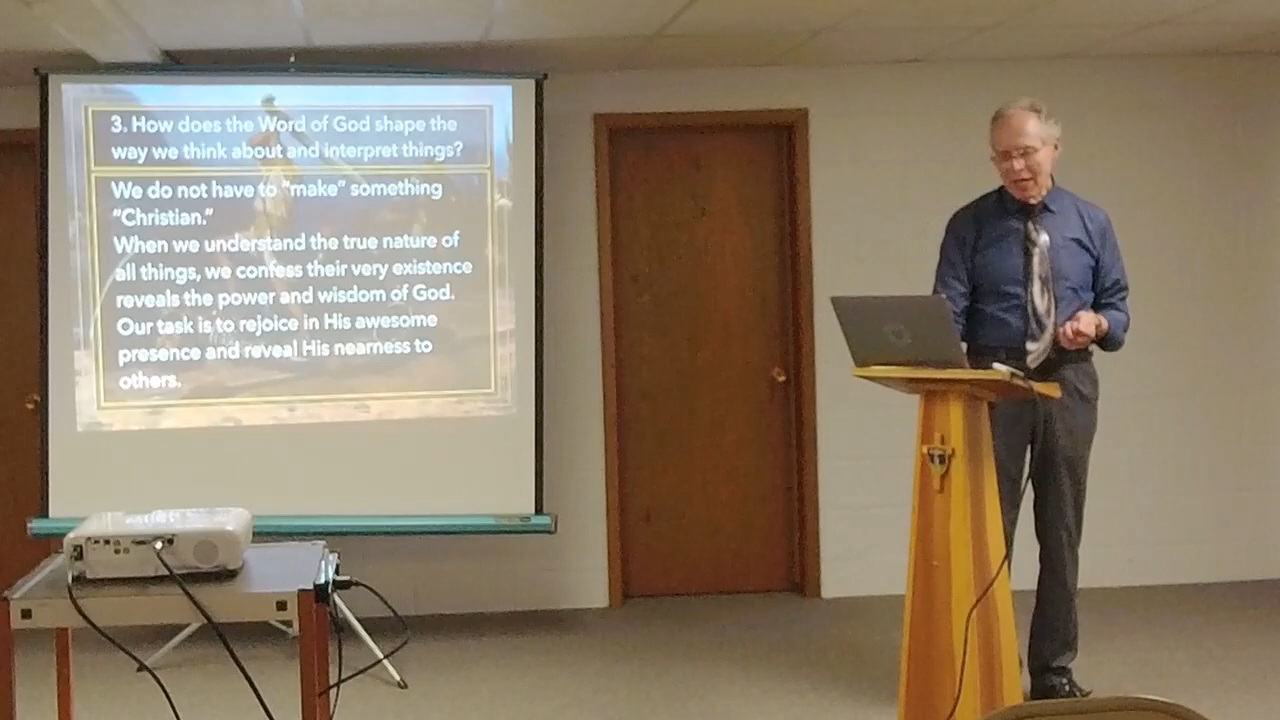 3. How does the Word of God shape the
way we think about and interpret things?
We do not have to "make" something
"Christian."
When we understand the true nature of
all things, we confess their very existence
reveals the power and wisdom of God.
Our task is to rejoice in His awesome
presence and reveal His nearness to
others.